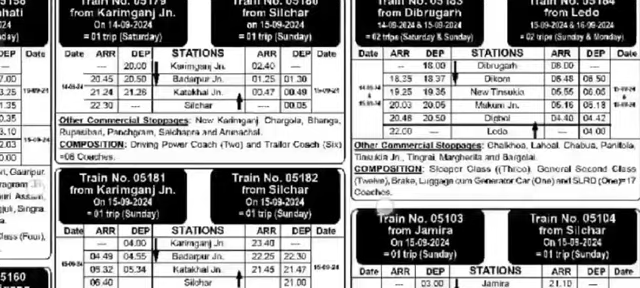 Train No. 05179 Train No. 05180
from Karimganj Jn. from Silchar
On 14-09-2024 On 15-09-2024
= 01 trip (Saturday) = 01 trip (Sunday)
Date ARR DEP STATIONS ARR DEP Date
--- 20.00 Karimganj Jn. 02.40 ---
20.45 20.50 Badarpur Jn. 01.25 01.30
21.24 21.26 Katakhal Jn. 00.47 00.49
22.30 --- Silchar --- 00.05
Other Commercial Stoppages: New Karimganj, Chargola, Bhanga,
Rupasibari, Panchgram, Salchapra and Arunachal.
COMPOSITION: Driving Power Coach (Two) and Trailor Coach (Six)
=08 Coaches.
Train No. 05181 Train No. 05182
from Karimganj Jn. from Silchar
On 15-09-2024 On 15-09-2024
= 01 trip (Sunday) = 01 trip (Sunday)
Date ARR DEP STATIONS ARR DEP Date
--- 04.00 Karimganj Jn. 23.40 ---
04.49 04.55 Badarpur Jn. 22.25 22.30
05.32 05.34 Katakhal Jn. 21.45 21.47
06.40 Silchar 21.00
from Dibrugarh from Ledo
14-09-2024 & 15-09-2024 15-09-2024 & 16-09-2024
= 02 trips (Saturday & Sunday) = 02 trips (Sunday & Monday)
Date ARR DEP STATIONS ARR DEP Date
--- 18.00 Dibrugarh 08.00 ---
18.35 18.37 Dikom 06.48 06.50
19.25 19.35 New Tinsukia 05.55 06.05
20.03 20.05 Makum Jn. 05.16 05.18
20.46 20.50 Digboi 04.40 04.42
22.00 --- Ledo --- 04.00
Other Commercial Stoppages: Chalkhoa, Lahoal, Chabua, Panitola,
Tinsukia Jn., Tingrai, Margherita and Bargolai.
COMPOSITION: Sleeper Class ((Three), General Second Class
(Twelve), Brake, Luggage cum Generator Car (One) and SLRD (One)=17
Coaches.
Train No. 05103 Train No. 05104
from Jamira from Silchar
On 15-09-2024 On 15-09-2024
= 01 trip (Sunday) = 01 trip (Sunday)
Date ARR DEP STATIONS ARR DEP Date
--- 03.00 Jamira 21.10 ---